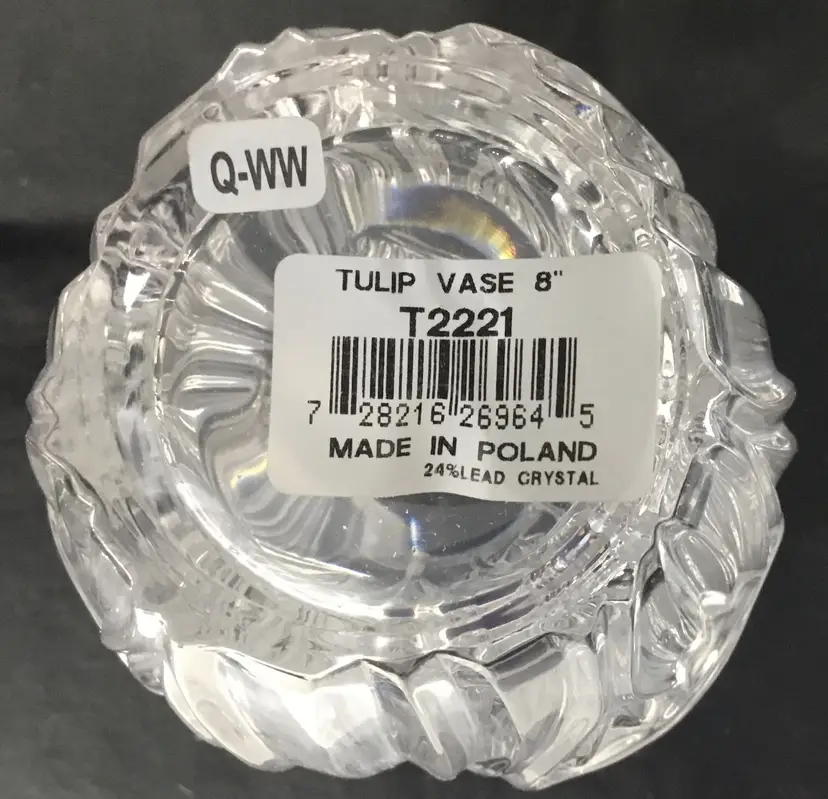 Q-WW
TULIP VASE 8"
T2221
7 28216 26964 5
MADE IN POLAND
24%LEAD CRYSTAL